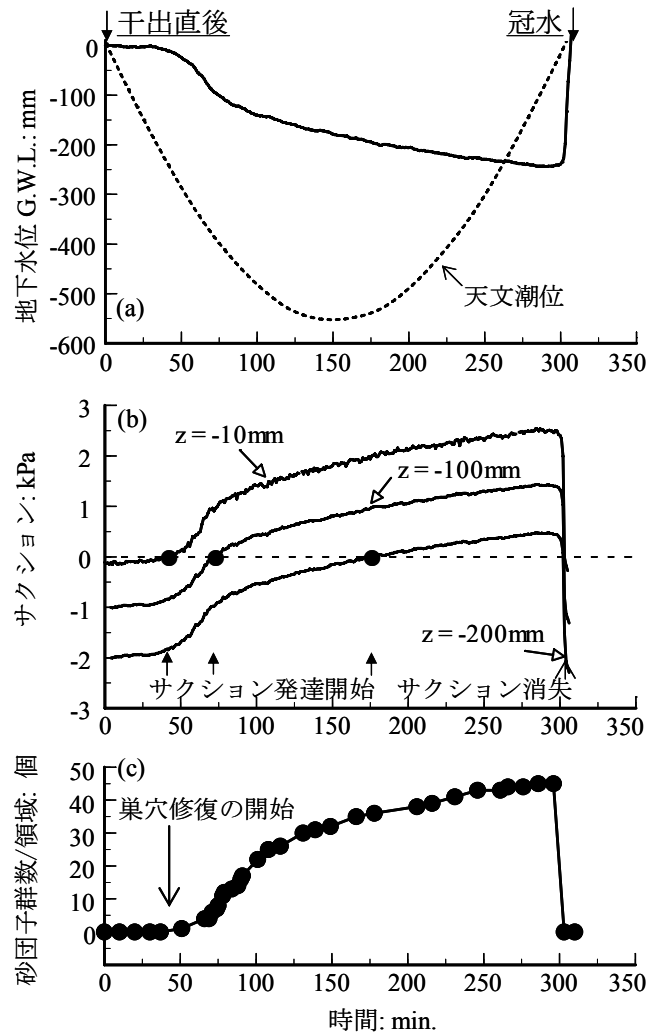 干出直後 冠水
0
-100
-200
-300
-400
-500
-600
地下水位 G.W.L.: mm
天文潮位
(a)
0 50 100 150 200 250 300 350
3
2
1
0
-1
-2
-3
サクション: kPa
(b)
z = -10mm
z = -100mm
z = -200mm
サクション発達開始 サクション消失
0 50 100 150 200 250 300 350
50
40
30
20
10
0
砂団子群数/領域: 個
(c)
巣穴修復の開始
0 50 100 150 200 250 300 350
時間: min.